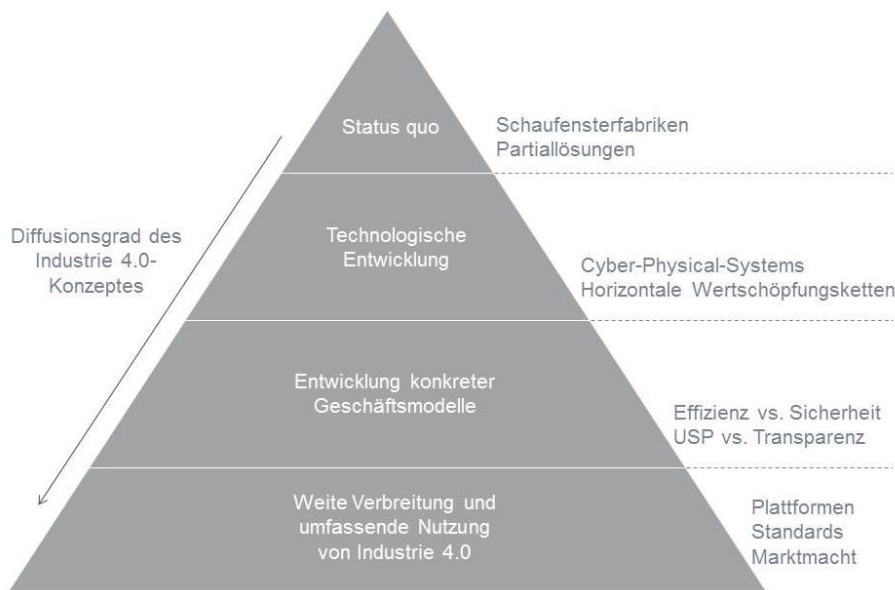 Status quo
Schaufensterfabriken
Partiallösungen
Diffusionsgrad des
Industrie 4.0-
Konzeptes
Technologische
Entwicklung
Cyber-Physical-Systems
Horizontale Wertschöpfungsketten
Entwicklung konkreter
Geschäftsmodelle
Effizienz vs. Sicherheit
USP vs. Transparenz
Weite Verbreitung und
umfassende Nutzung
von Industrie 4.0
Plattformen
Standards
Marktmacht